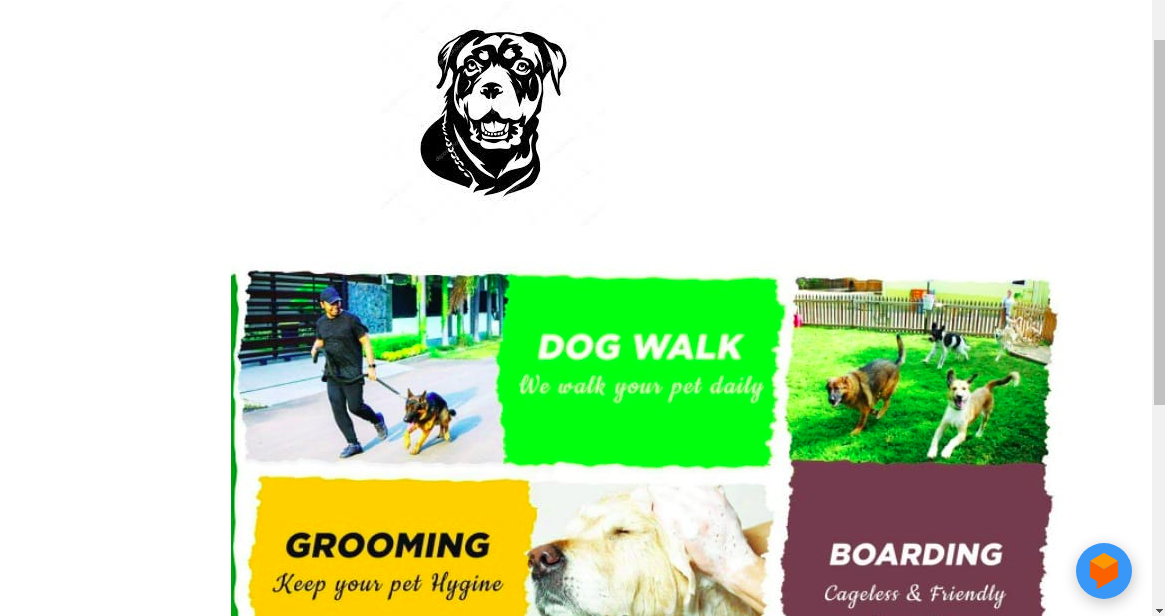 DOG WALK
We walk your pet daily
GROOMING
Keep your pet Hygine
BOARDING
Cageless & Friendly